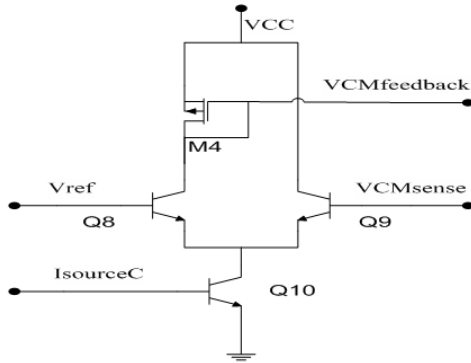 VCC
VCMfeedback
M4
Vref
VCMsense
Q8
Q9
IsourceC
Q10